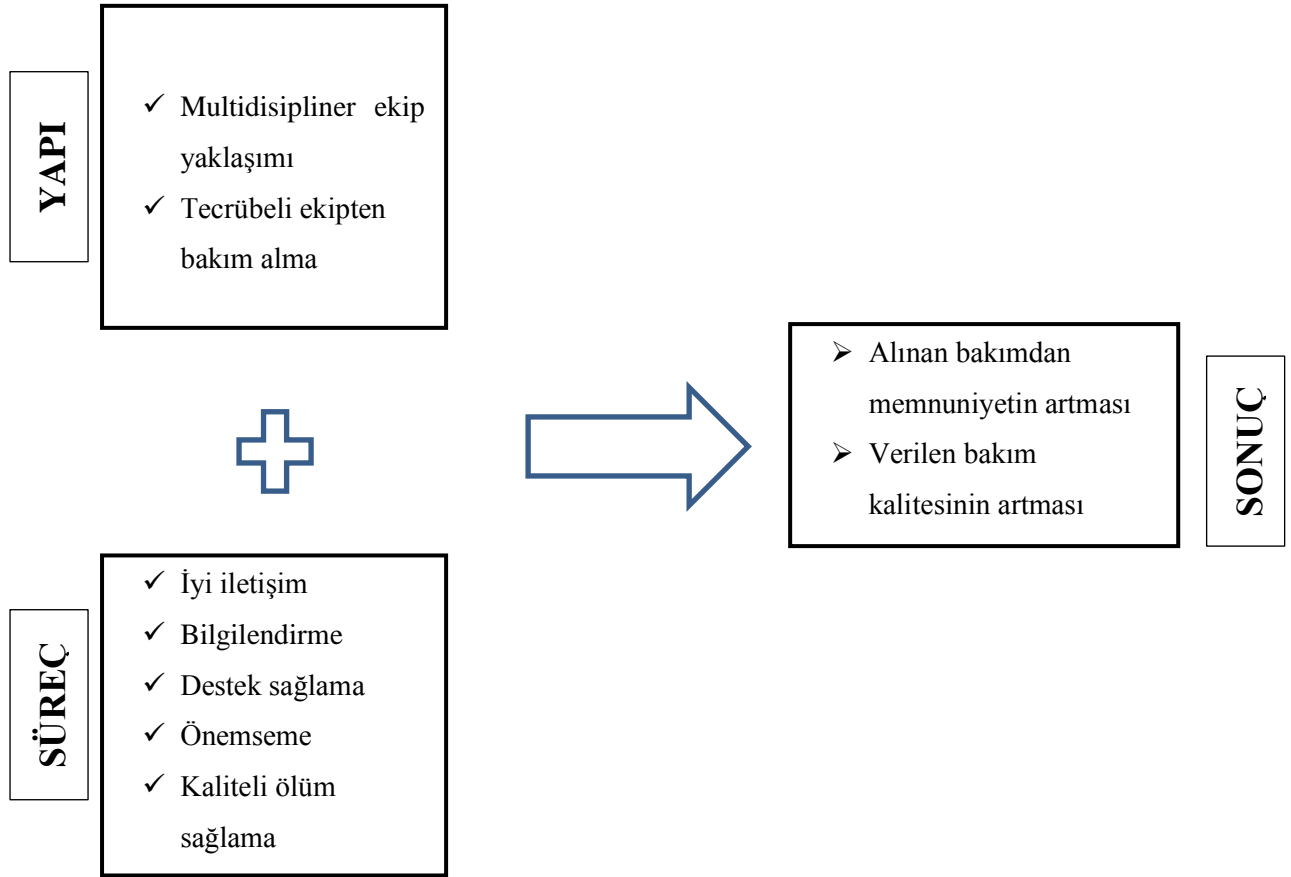 YAPI
✓ Multidisipliner ekip
yaklaşımı
✓ Tecrübeli ekipten
bakım alma
SÜREÇ
✓ İyi iletişim
✓ Bilgilendirme
✓ Destek sağlama
✓ Önemseme
✓ Kaliteli ölüm
sağlama
➢ Alınan bakımdan
memnuniyetin artması
➢ Verilen bakım
kalitesinin artması
SONUÇ